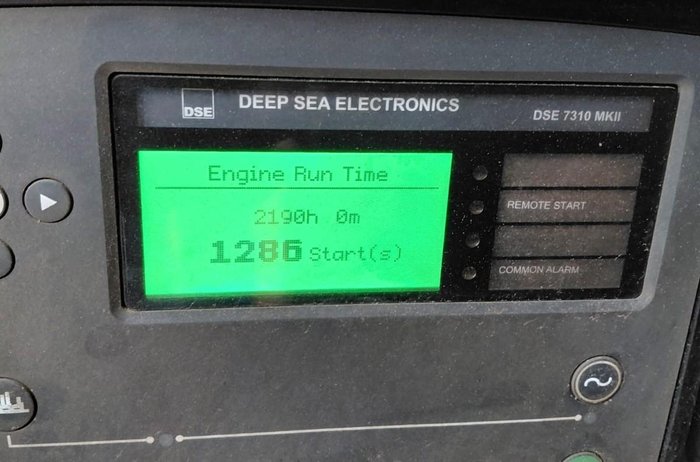 DSE
DEEP SEA ELECTRONICS
DSE 7310 MKII
Engine Run Time
2190h 0m
1286 Start(s)
REMOTE START
COMMON ALARM